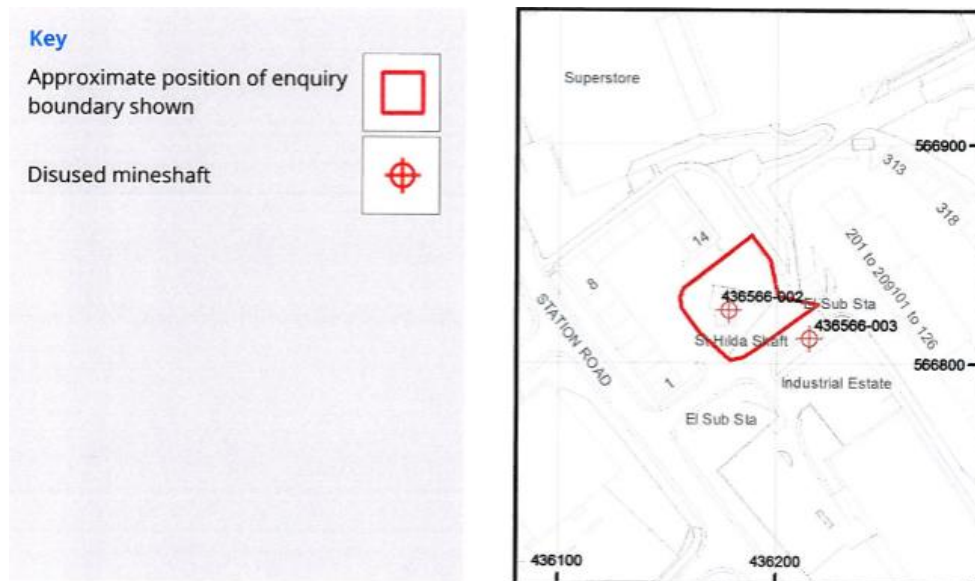 Key
Approximate position of enquiry
boundary shown
Disused mineshaft
Superstore
566900
313
318
14
201 to 209
101 to 126
8
436566-002
El Sub Sta
436566-003
STATION ROAD
St Hilda Shaft
566800
1
Industrial Estate
El Sub Sta
436100
436200